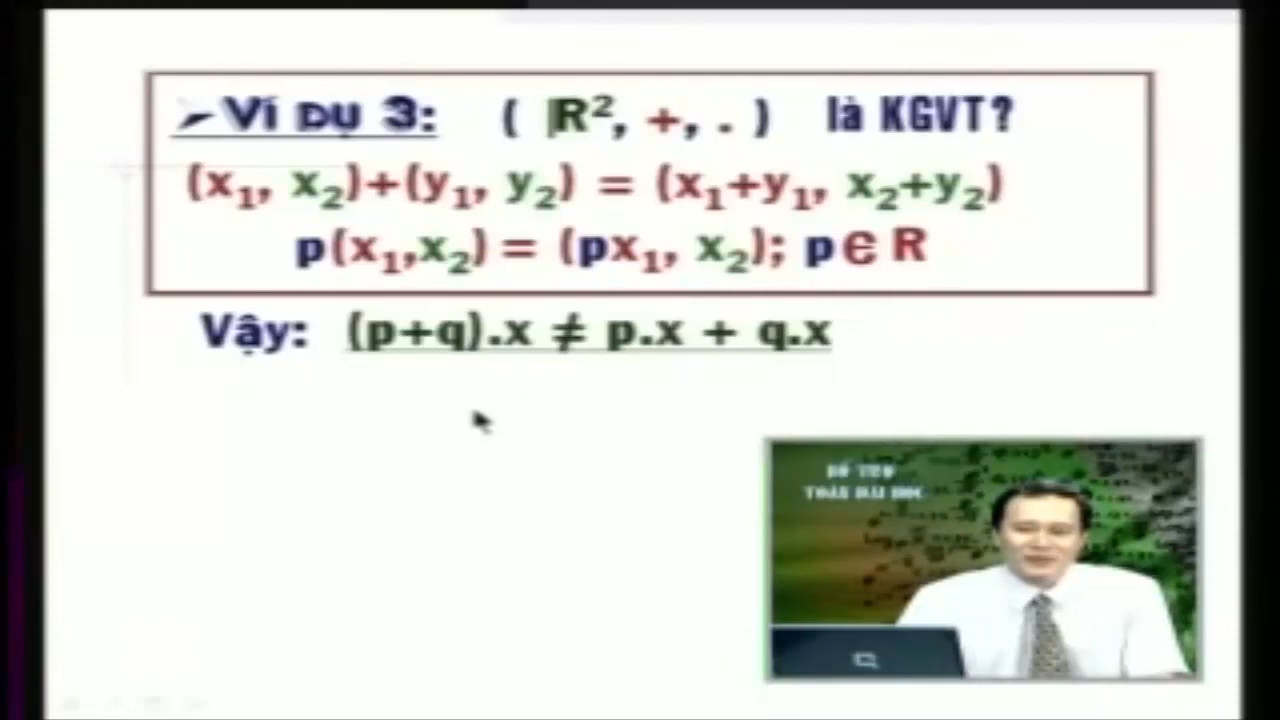 ➢Ví Dụ 3: ( R², +, . ) là KGVT?
(x₁, x₂)+(y₁, y₂) = (x₁+y₁, x₂+y₂)
p(x₁,x₂) = (px₁, x₂); p∈R
Vậy: (p+q).x ≠ p.x + q.x